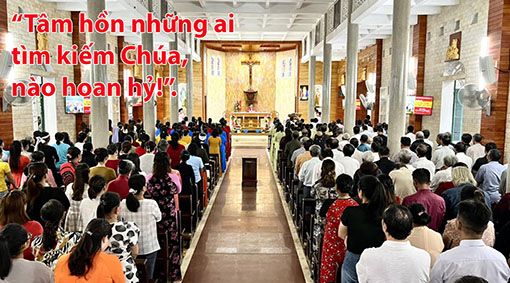 “Tâm hồn những ai
tìm kiếm Chúa,
nào hoan hỷ!”.